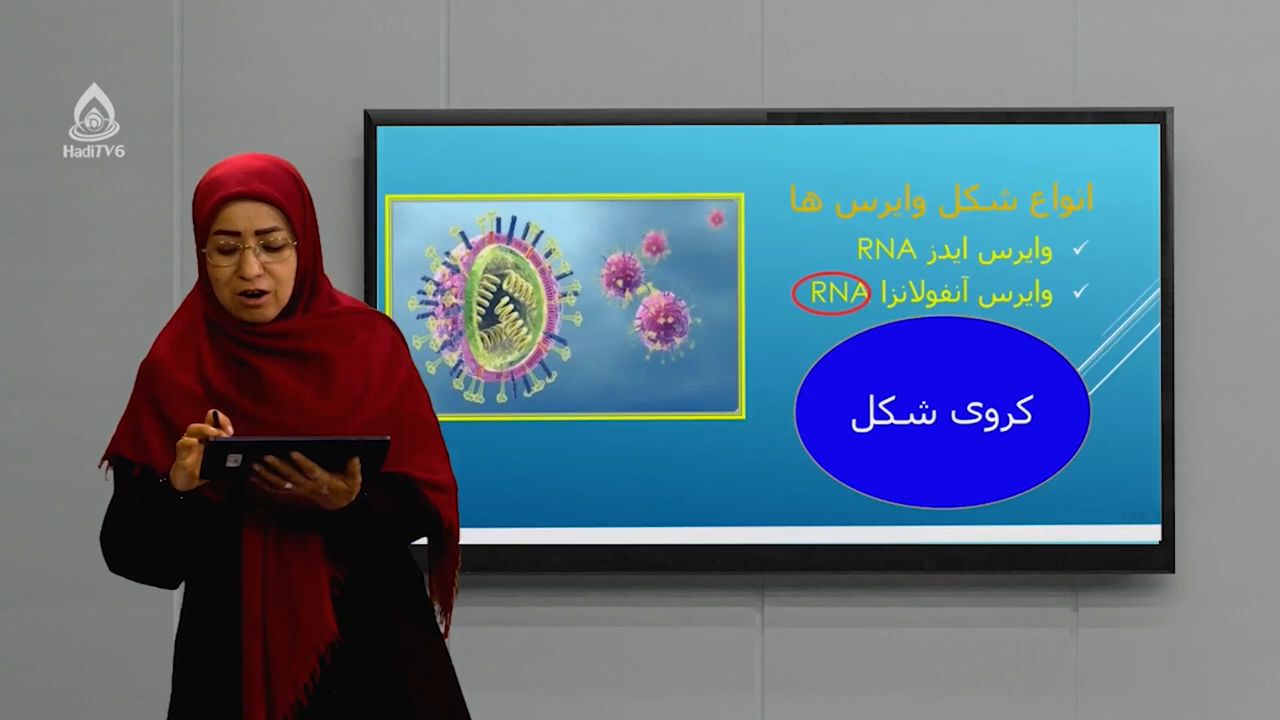 HadiTV6
انواع شکل وایرس ها
وایرس ایدز RNA
وایرس آنفولانزا RNA
کروی شکل